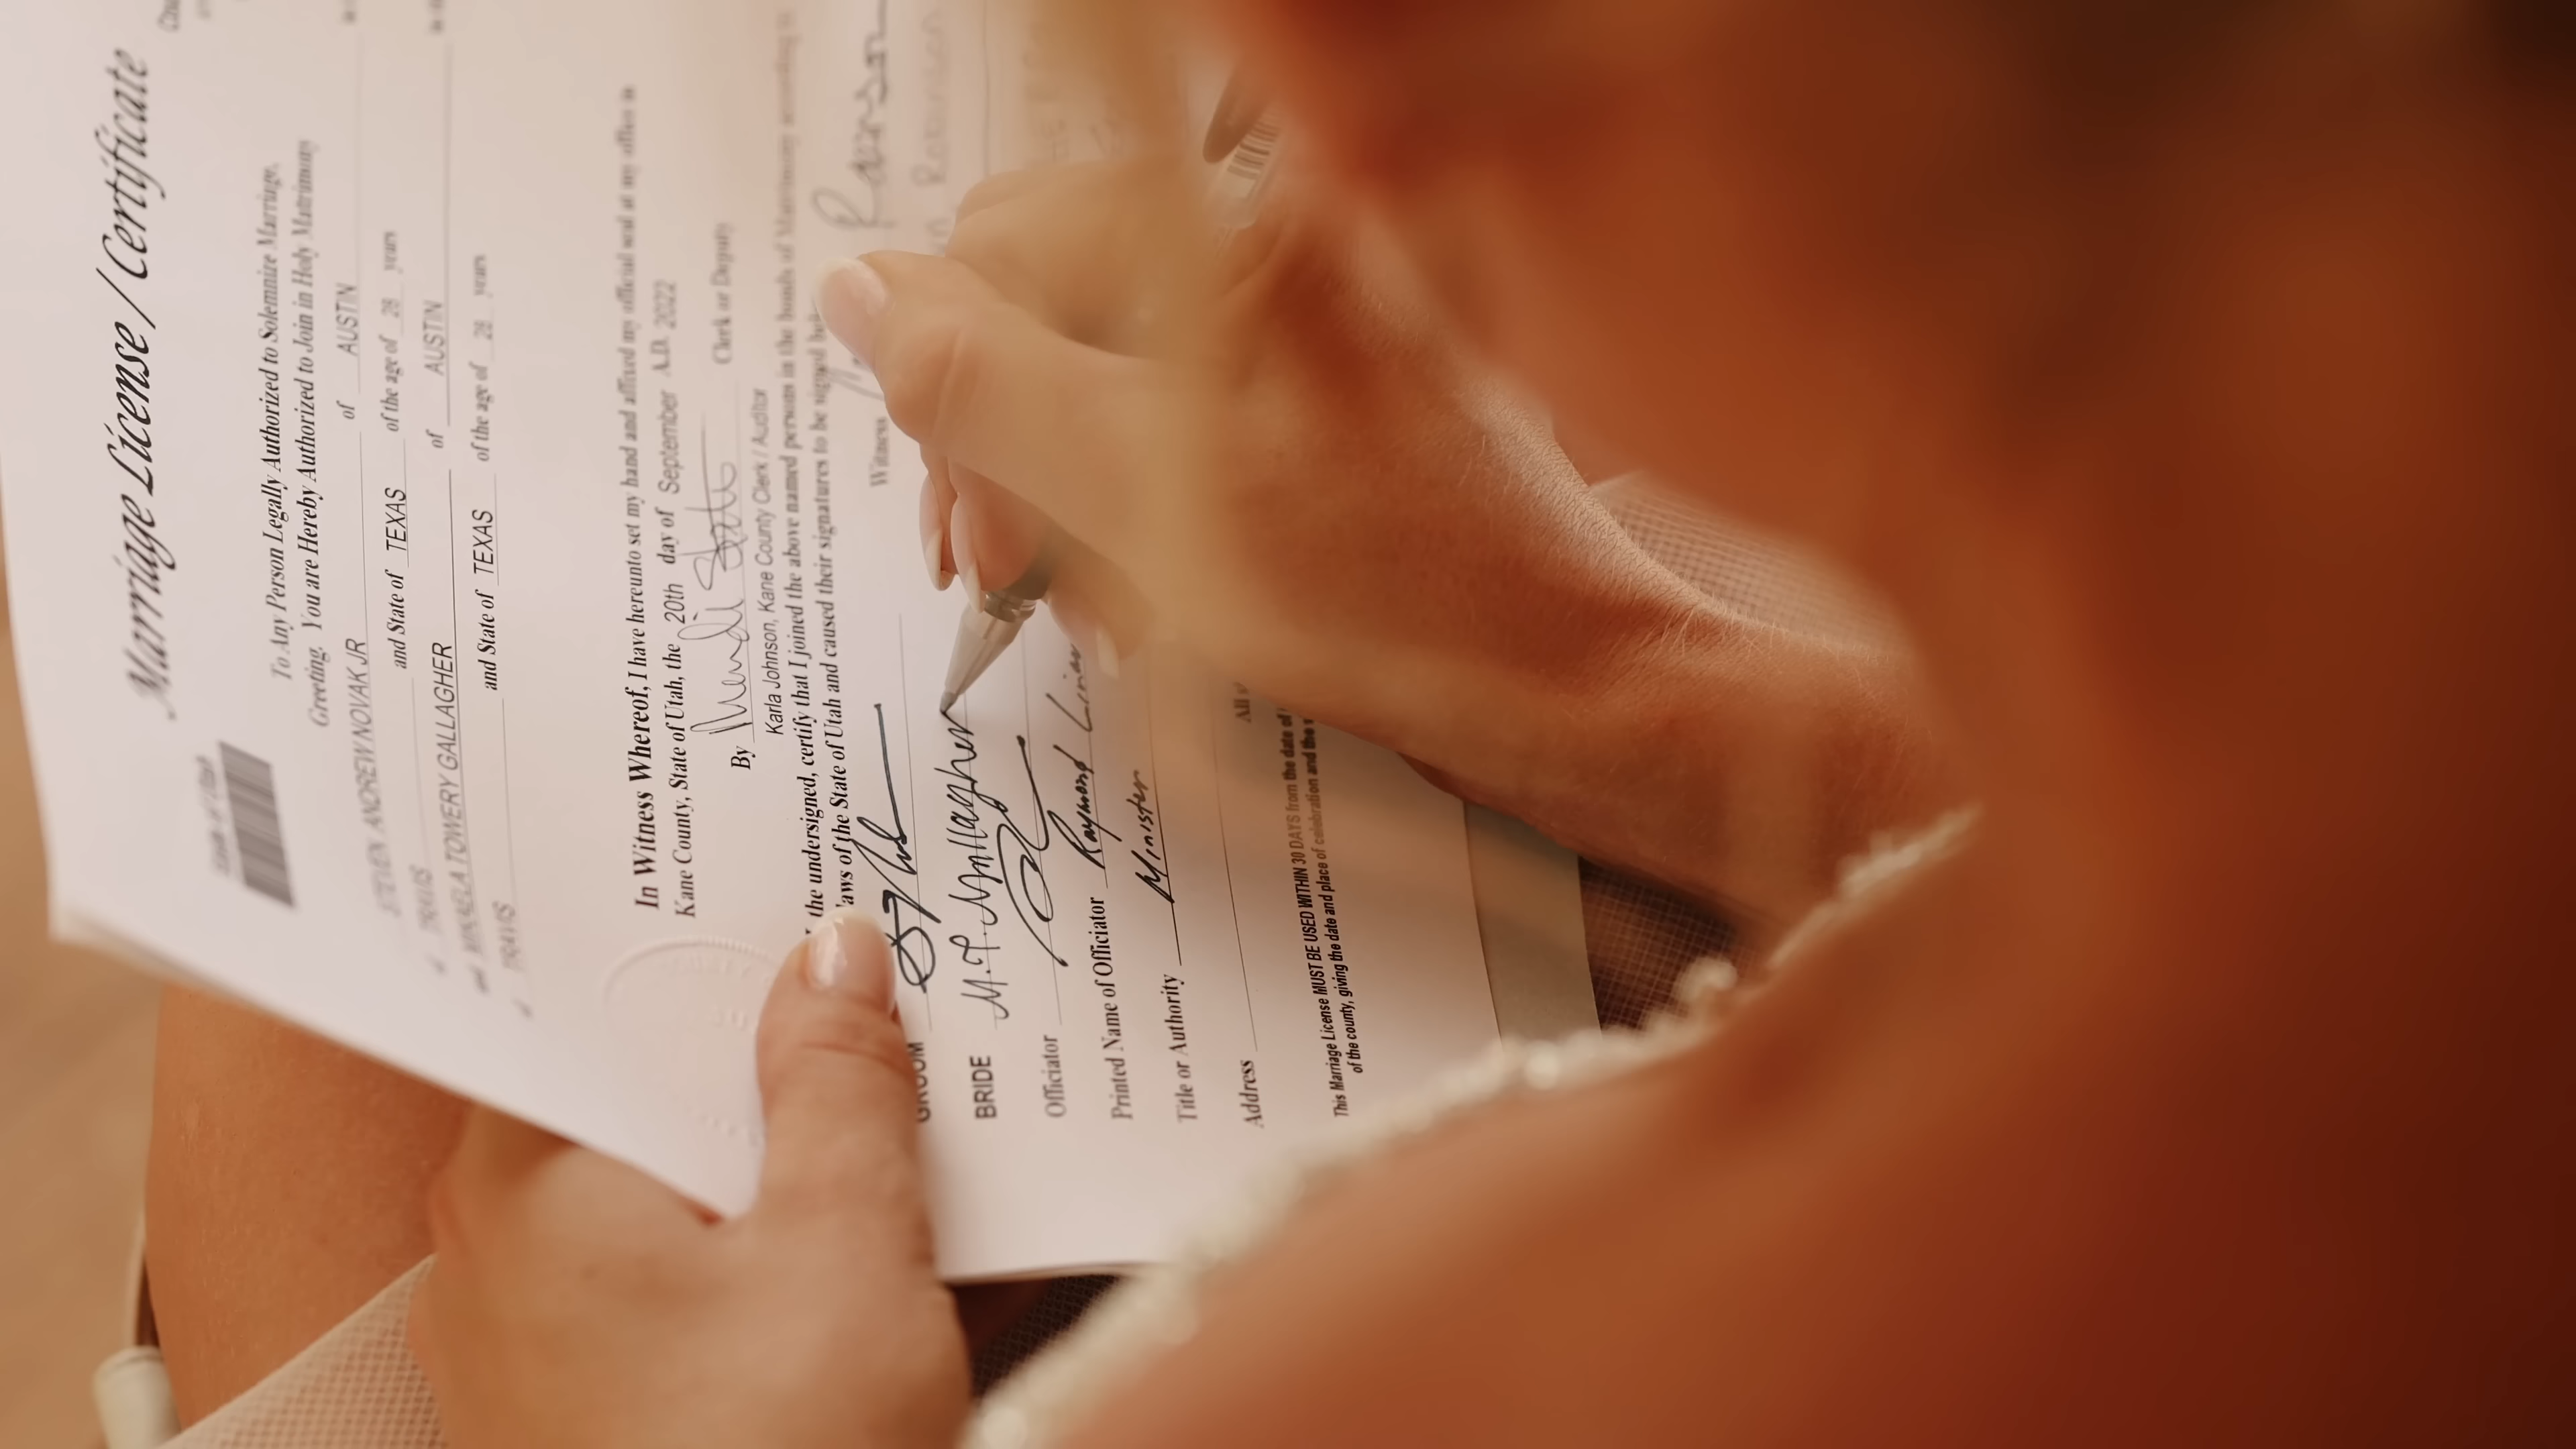 Marriage License / Certificate
To Any Person Legally Authorized to Solemnize Marriage,
Greeting. You are Hereby Authorized to Join in Holy Matrimony
STEVEN ANDREW NOVAK JR of AUSTIN
TRAVIS and State of TEXAS of the age of 28 years
and MIKAELA TOWERY GALLAGHER of AUSTIN
TRAVIS and State of TEXAS of the age of 28 years
In Witness Whereof, I have hereunto set my hand and affixed my official seal at my office in
Kane County, State of Utah, the 20th day of September A.D. 2022
By Clerk or Deputy
Karla Johnson, Kane County Clerk / Auditor
the undersigned, certify that I joined the above named persons in the bonds of Matrimony according to
laws of the State of Utah and caused their signatures to be signed
GROOM Witness
BRIDE M.T. Gallagher Robinson
Officiator
Printed Name of Officiator Raymond
Title or Authority Minister
Address
This Marriage License MUST BE USED WITHIN 30 DAYS from the date of
of the county, giving the date and place of celebration and the